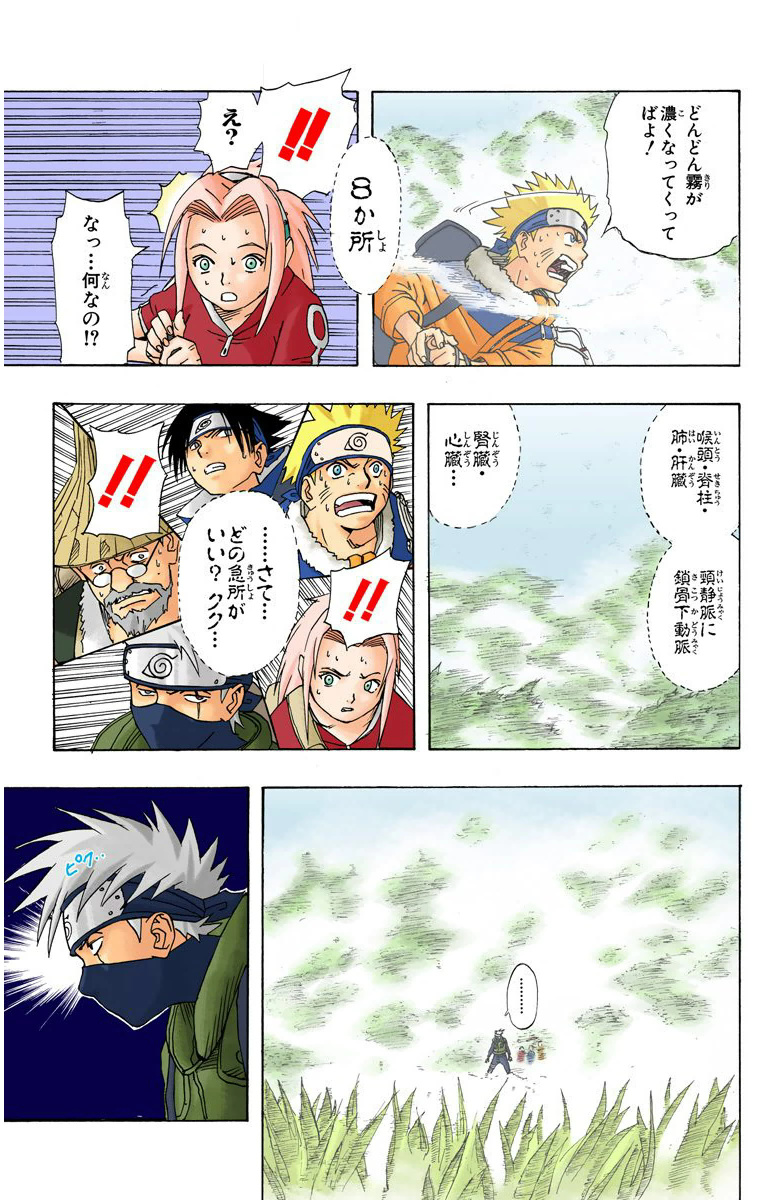 どんどん霧が
濃くなってくって
ばよ!
8か所
!!
え?
なっ…何なの!?
喉頭・脊柱・
肺・肝臓
頸静脈に
鎖骨下動脈
腎臓・
心臓…
!!
……さて…
どの急所が
いい?クク…
!!
………
ピク‥